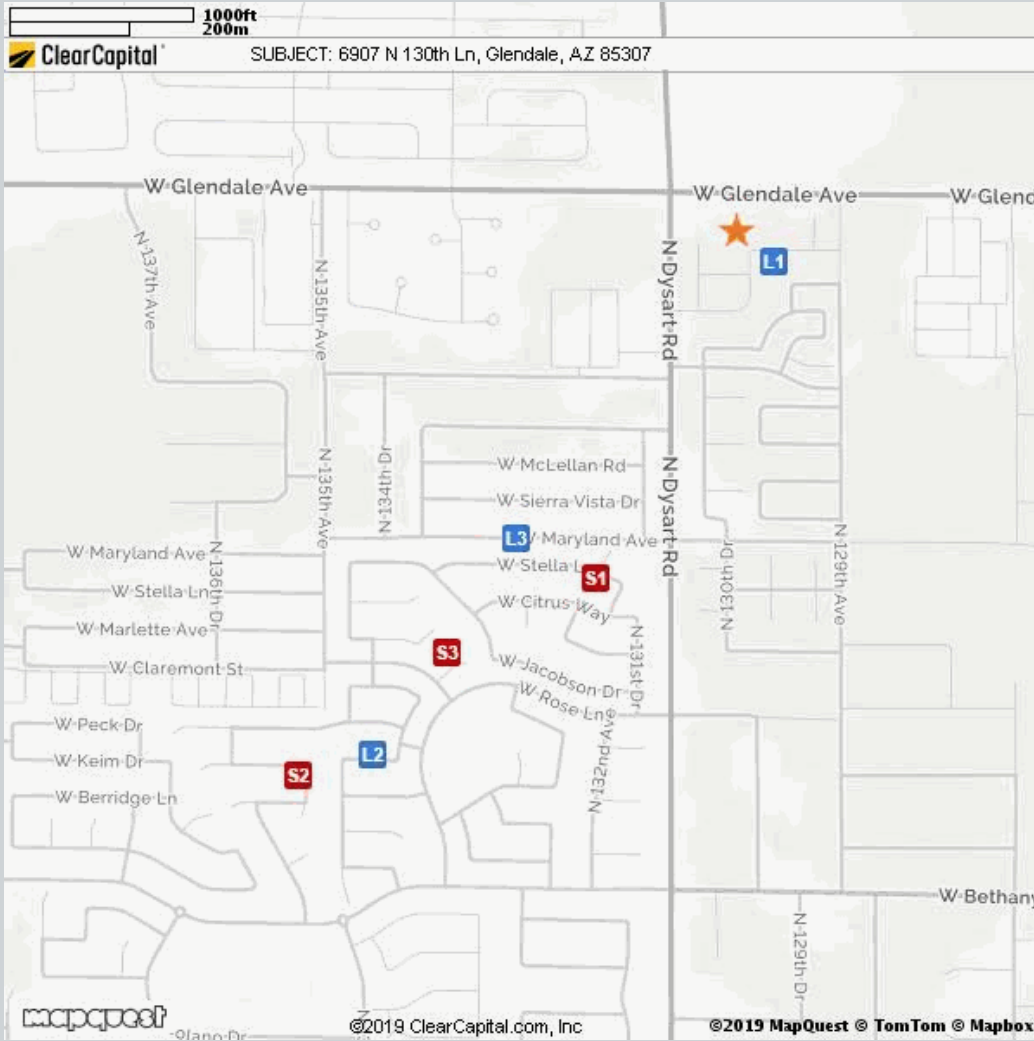 1000ft
200m
ClearCapital
SUBJECT: 6907 N 130th Ln, Glendale, AZ 85307
W Glendale Ave
W Glendale Ave
W Glend
N 137th Ave
N 135th Ave
N Dysart Rd
L1
N 134th Dr
N 135th Ave
W McLellan Rd
W Sierra Vista Dr
N Dysart Rd
L3
W Maryland Ave
W Maryland Ave
N 136th Dr
W Stella L
S1
N 130th Dr
N 129th Ave
W Stella Ln
W Citrus Way
W Marlette Ave
S3
N 131st Dr
W Claremont St
W Jacobson Dr
W Rose Ln
W Peck Dr
L2
N 132nd Ave
W Keim Dr
S2
W Berridge Ln
W Bethany
N 129th Dr
mapquest
N
Solano Dr
©2019 ClearCapital.com, Inc
©2019 MapQuest © TomTom © Mapbox